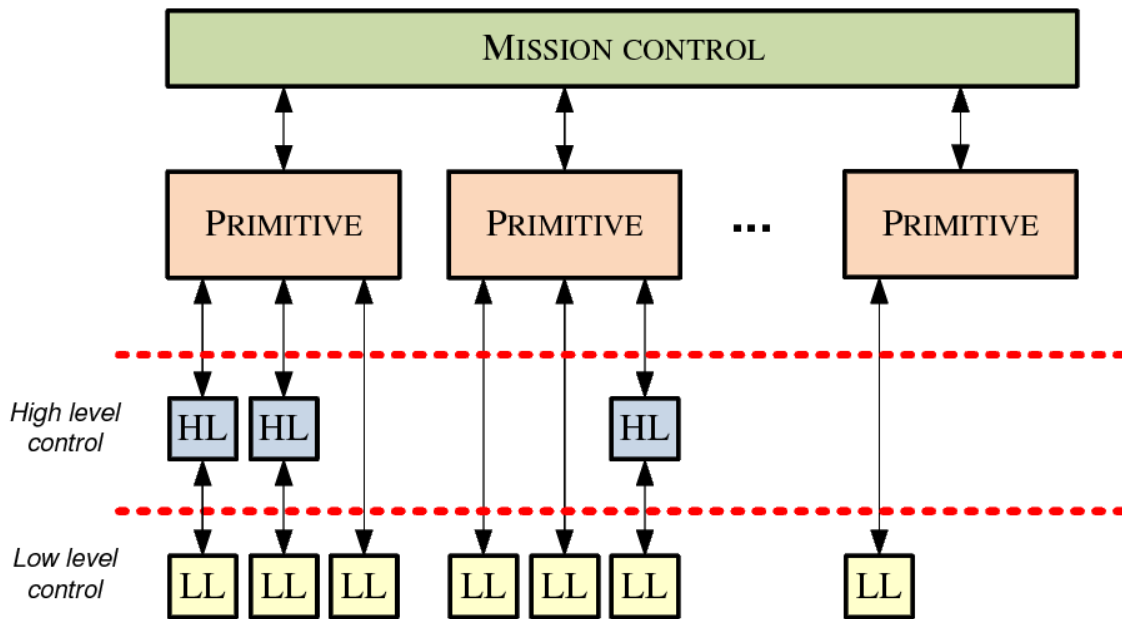 MISSION CONTROL
PRIMITIVE PRIMITIVE ... PRIMITIVE
High level
control
HL HL HL
Low level
control
LL LL LL LL LL LL LL